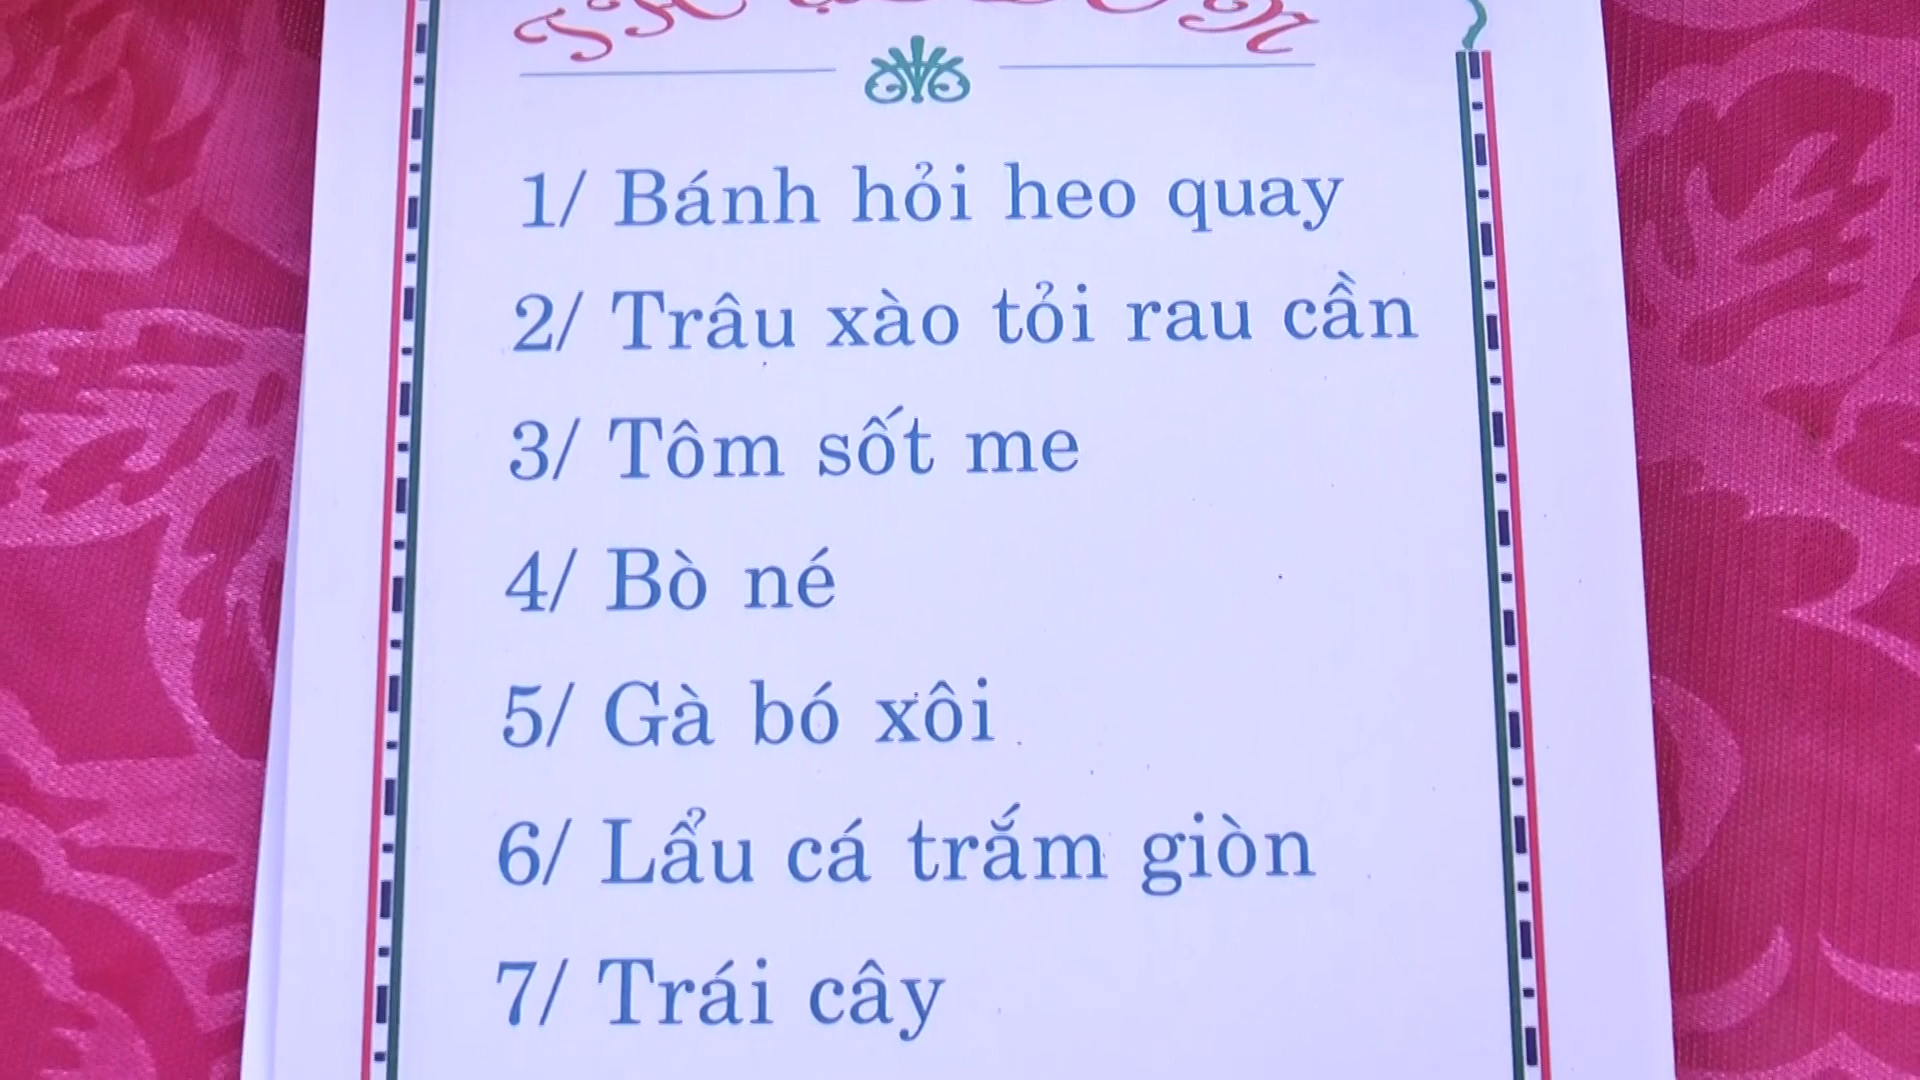 1/ Bánh hỏi heo quay
2/ Trâu xào tỏi rau cần
3/ Tôm sốt me
4/ Bò né
5/ Gà bó xôi
6/ Lẩu cá trắm giòn
7/ Trái cây